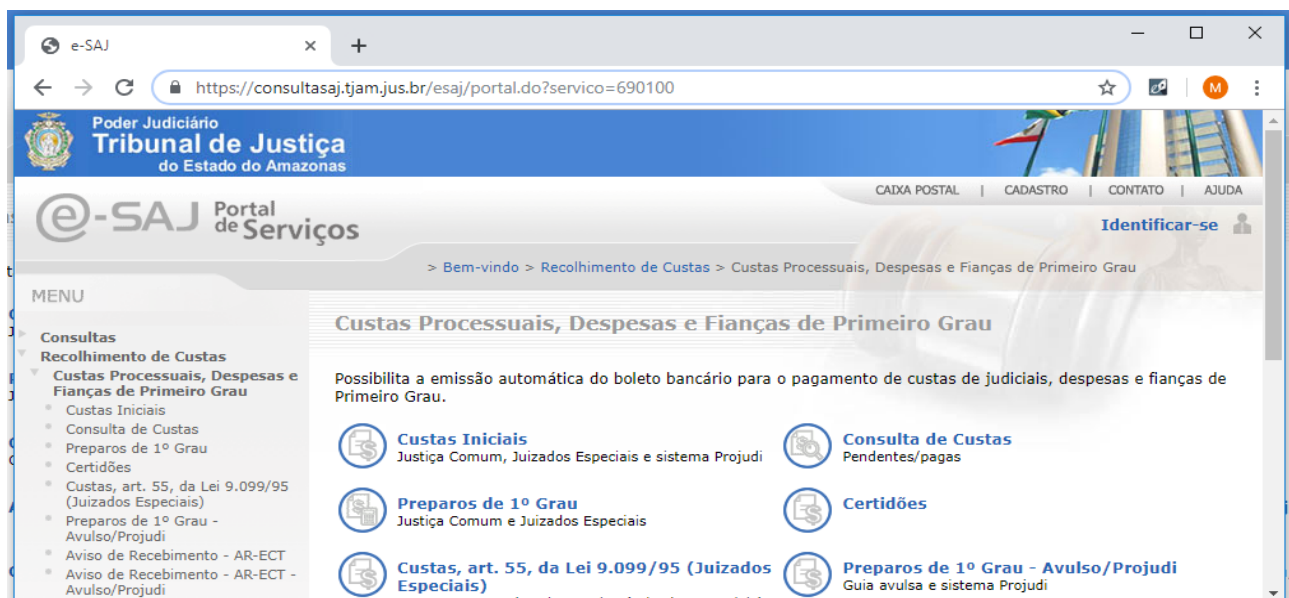 e-SAJ
https://consultasaj.tjam.jus.br/esaj/portal.do?servico=690100
M
Poder Judiciário
Tribunal de Justiça
do Estado do Amazonas
CAIXA POSTAL | CADASTRO | CONTATO | AJUDA
e-SAJ Portal
de Serviços
Identificar-se
> Bem-vindo > Recolhimento de Custas > Custas Processuais, Despesas e Fianças de Primeiro Grau
MENU
Consultas
Recolhimento de Custas
Custas Processuais, Despesas e
Fianças de Primeiro Grau
Custas Iniciais
Consulta de Custas
Preparos de 1º Grau
Certidões
Custas, art. 55, da Lei 9.099/95
(Juizados Especiais)
Preparos de 1º Grau -
Avulso/Projudi
Aviso de Recebimento - AR-ECT
Aviso de Recebimento - AR-ECT -
Avulso/Projudi
Custas Processuais, Despesas e Fianças de Primeiro Grau
Possibilita a emissão automática do boleto bancário para o pagamento de custas de judiciais, despesas e fianças de
Primeiro Grau.
Custas Iniciais
Justiça Comum, Juizados Especiais e sistema Projudi
Consulta de Custas
Pendentes/pagas
Preparos de 1º Grau
Justiça Comum e Juizados Especiais
Certidões
Custas, art. 55, da Lei 9.099/95 (Juizados
Especiais)
Preparos de 1º Grau - Avulso/Projudi
Guia avulsa e sistema Projudi